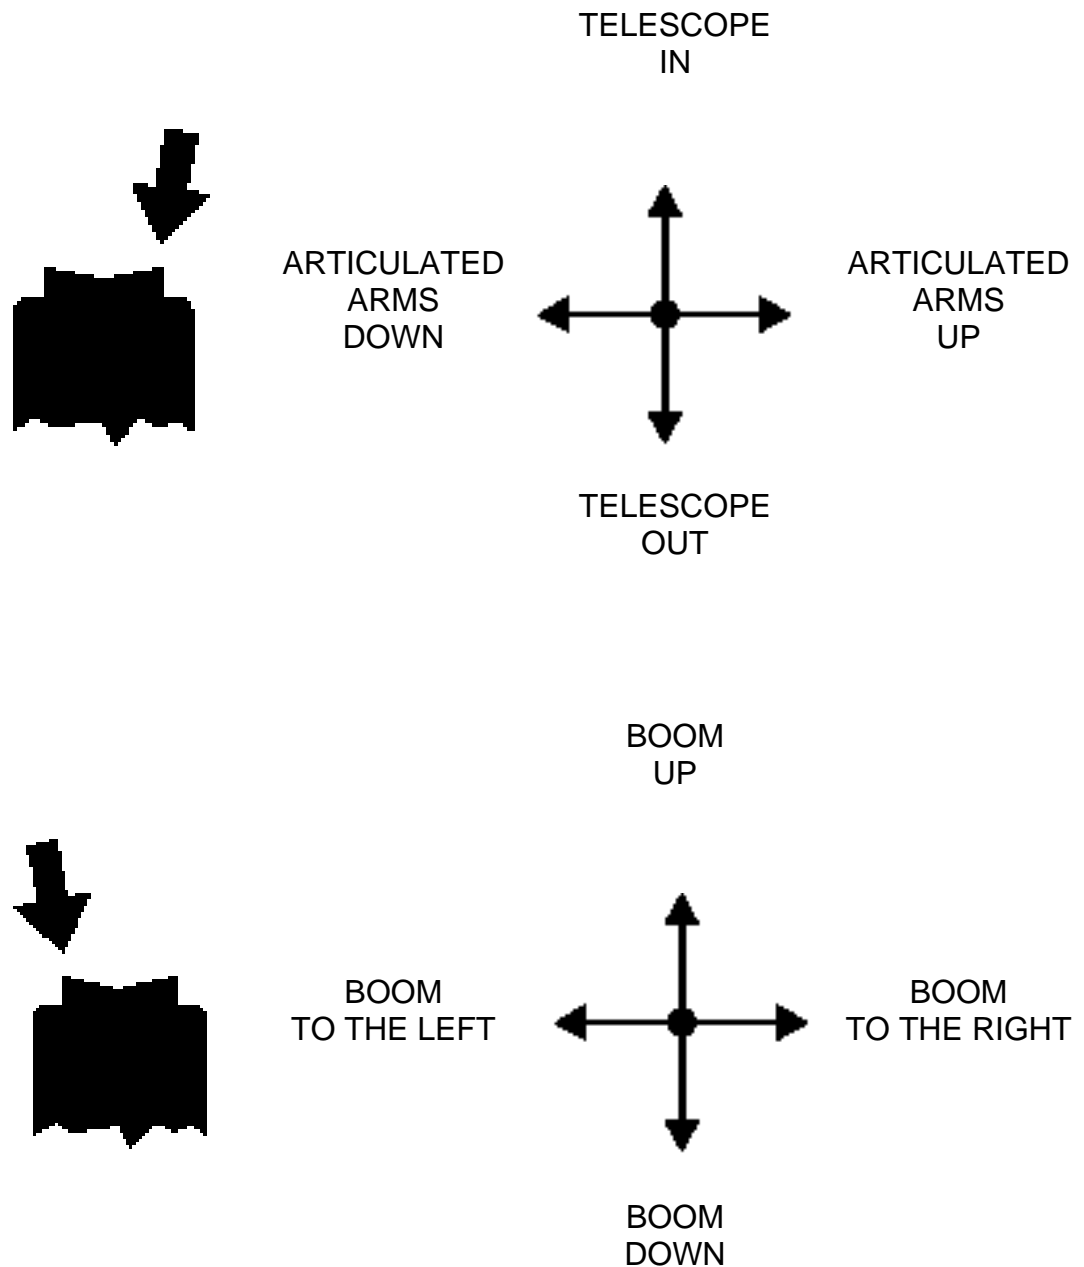 TELESCOPE
IN
ARTICULATED
ARMS
DOWN
ARTICULATED
ARMS
UP
TELESCOPE
OUT
BOOM
UP
BOOM
TO THE LEFT
BOOM
TO THE RIGHT
BOOM
DOWN